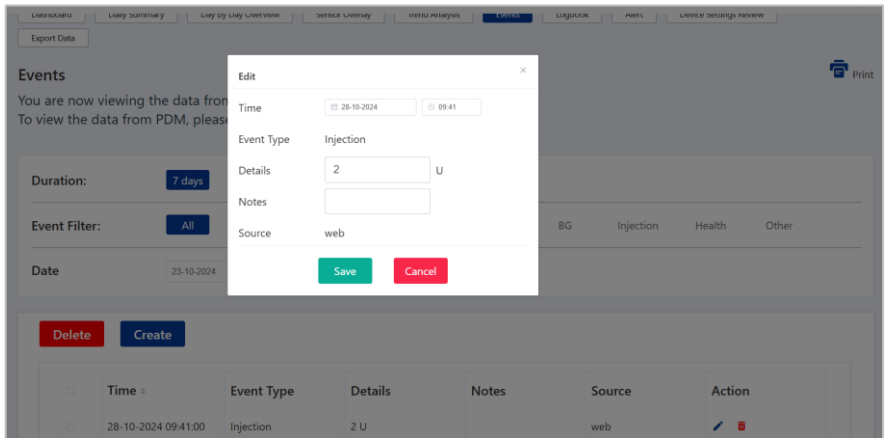 Dashboard Daily Summary Day by Day Overview Sensor Overlay Trend Analysis Events Logbook Alert Device Settings Review
Export Data
Events
Print
You are now viewing the data from
To view the data from PDM, please
Edit
Time 28-10-2024 09:41
Event Type Injection
Details 2 U
Notes
Source web
Save Cancel
Duration: 7 days
Event Filter: All BG Injection Health Other
Date 23-10-2024
Delete Create
Time Event Type Details Notes Source Action
28-10-2024 09:41:00 Injection 2 U web